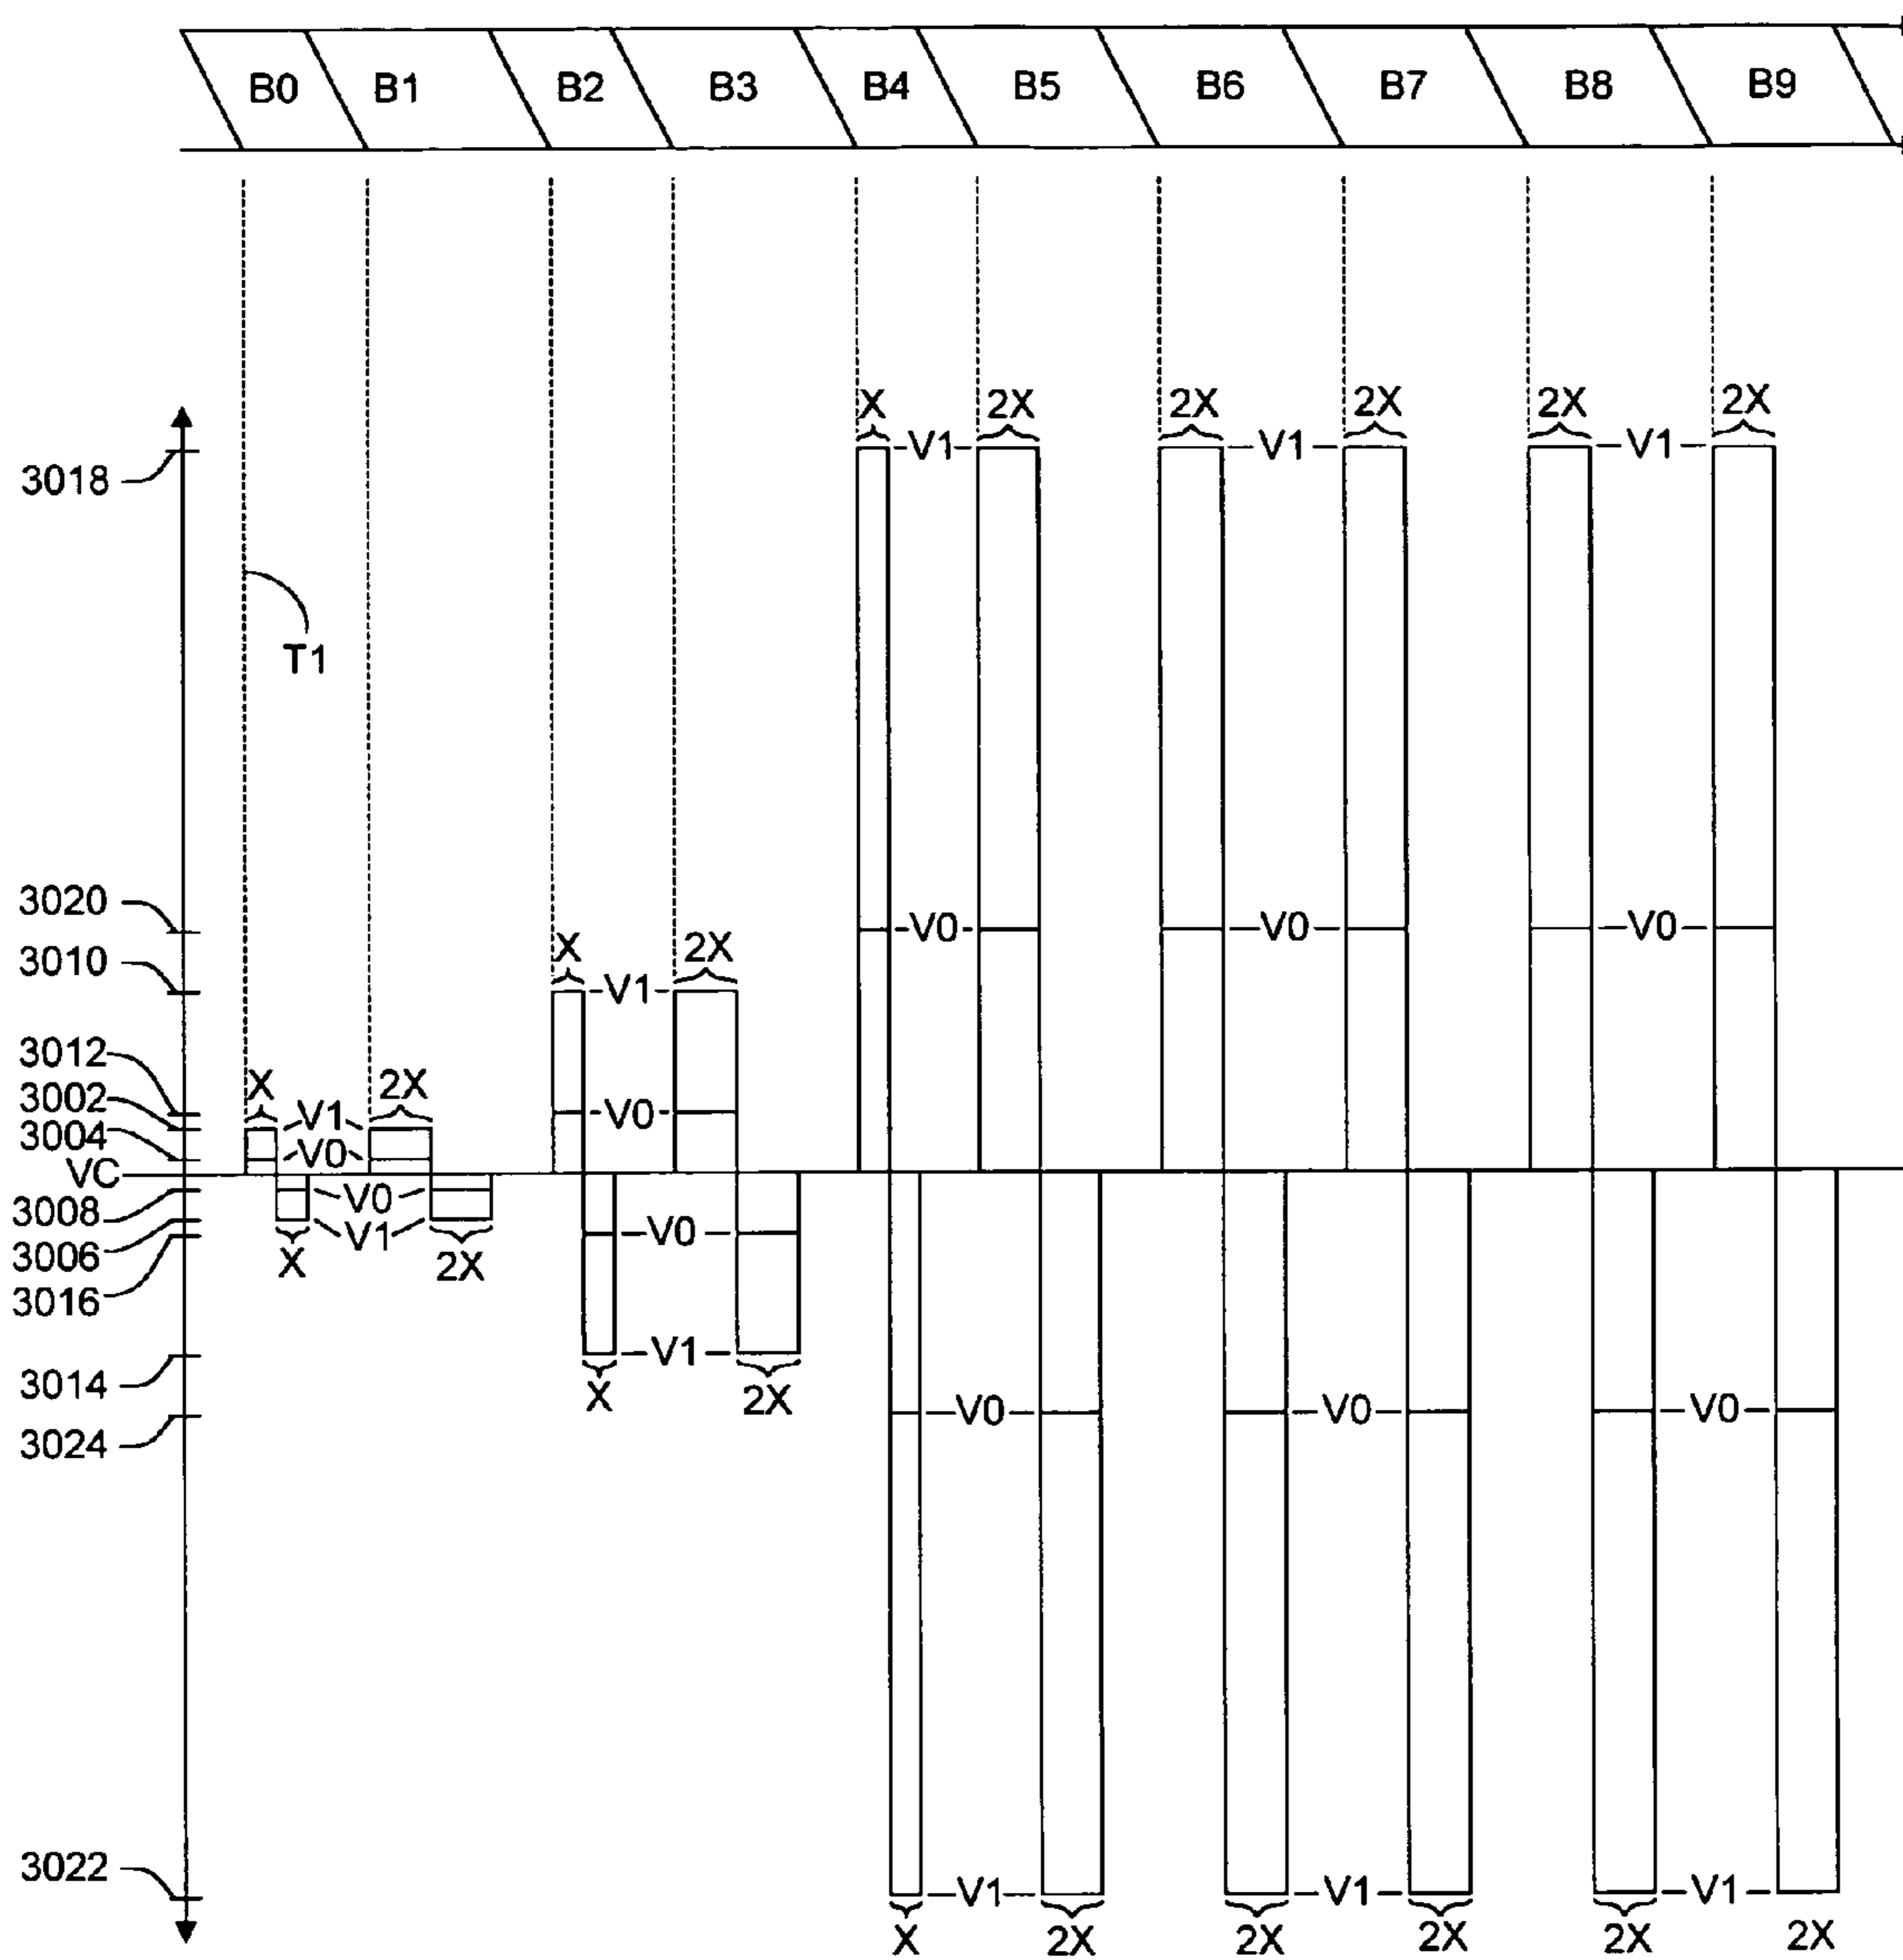 B0 B1 B2 B3 B4 B5 B6 B7 B8 B9
X 2X 2X 2X 2X 2X
3018 V1 V1 V1
T1
3020 V0 V0 V0
X 2X
3010 V1
3012 V0
X 2X
3002 V1
3004 V0
VC
3008 V0
3006 V1 V0
X 2X
3016
3014 V1
X 2X
3024 V0 V0 V0
3022 V1 V1 V1
X 2X 2X 2X 2X 2X